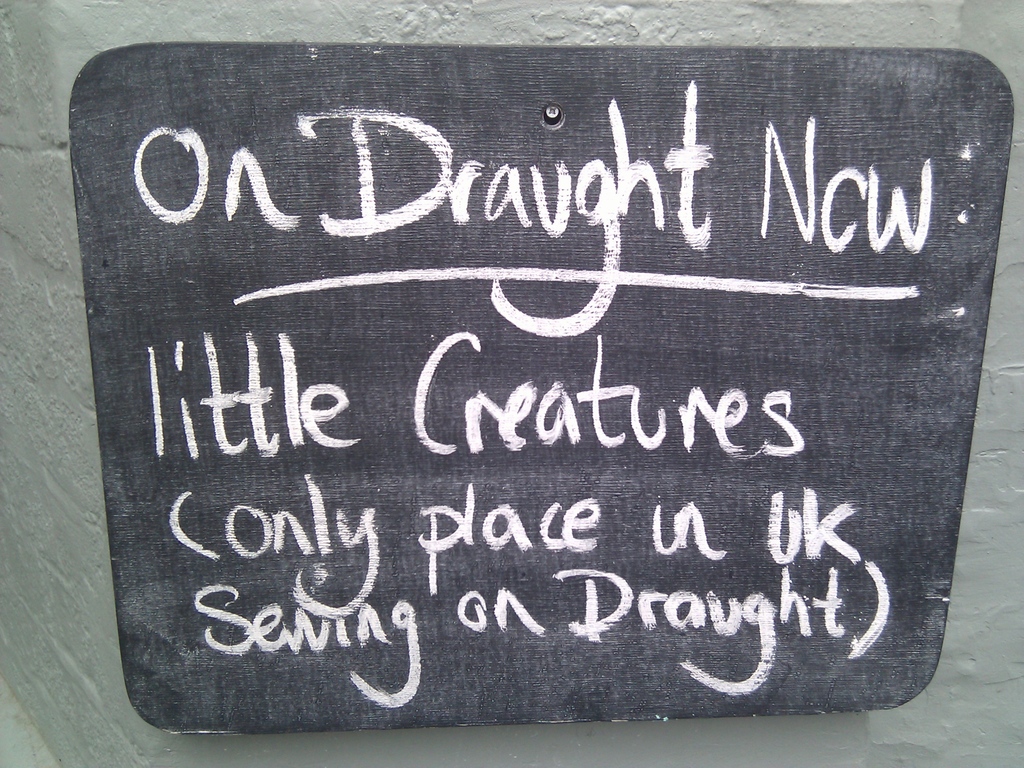 On Draught Now:
little Creatures
(only place in UK
Serving on Draught)